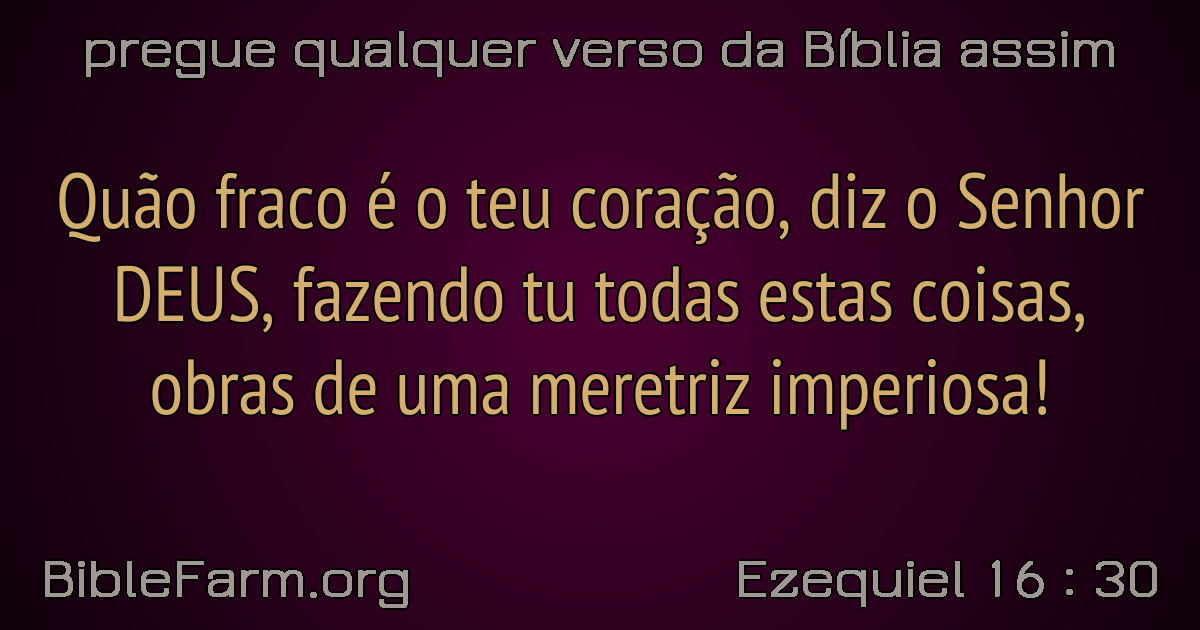 pregue qualquer verso da Bíblia assim
Quão fraco é o teu coração, diz o Senhor
DEUS, fazendo tu todas estas coisas,
obras de uma meretriz imperiosa!
BibleFarm.org
Ezequiel 16 : 30